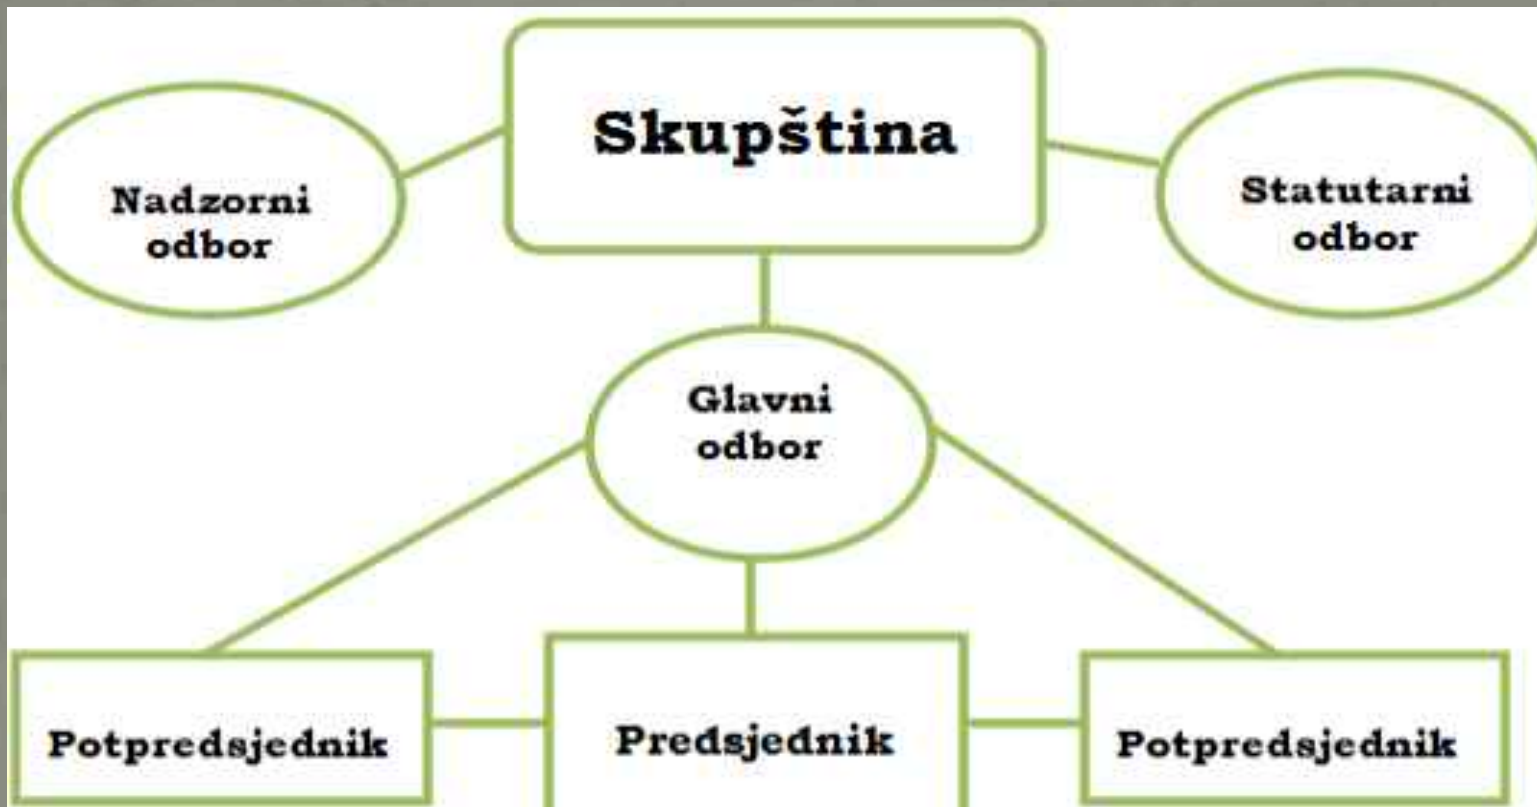 Skupština
Nadzorni
odbor
Statutarni
odbor
Glavni
odbor
Potpredsjednik
Predsjednik
Potpredsjednik